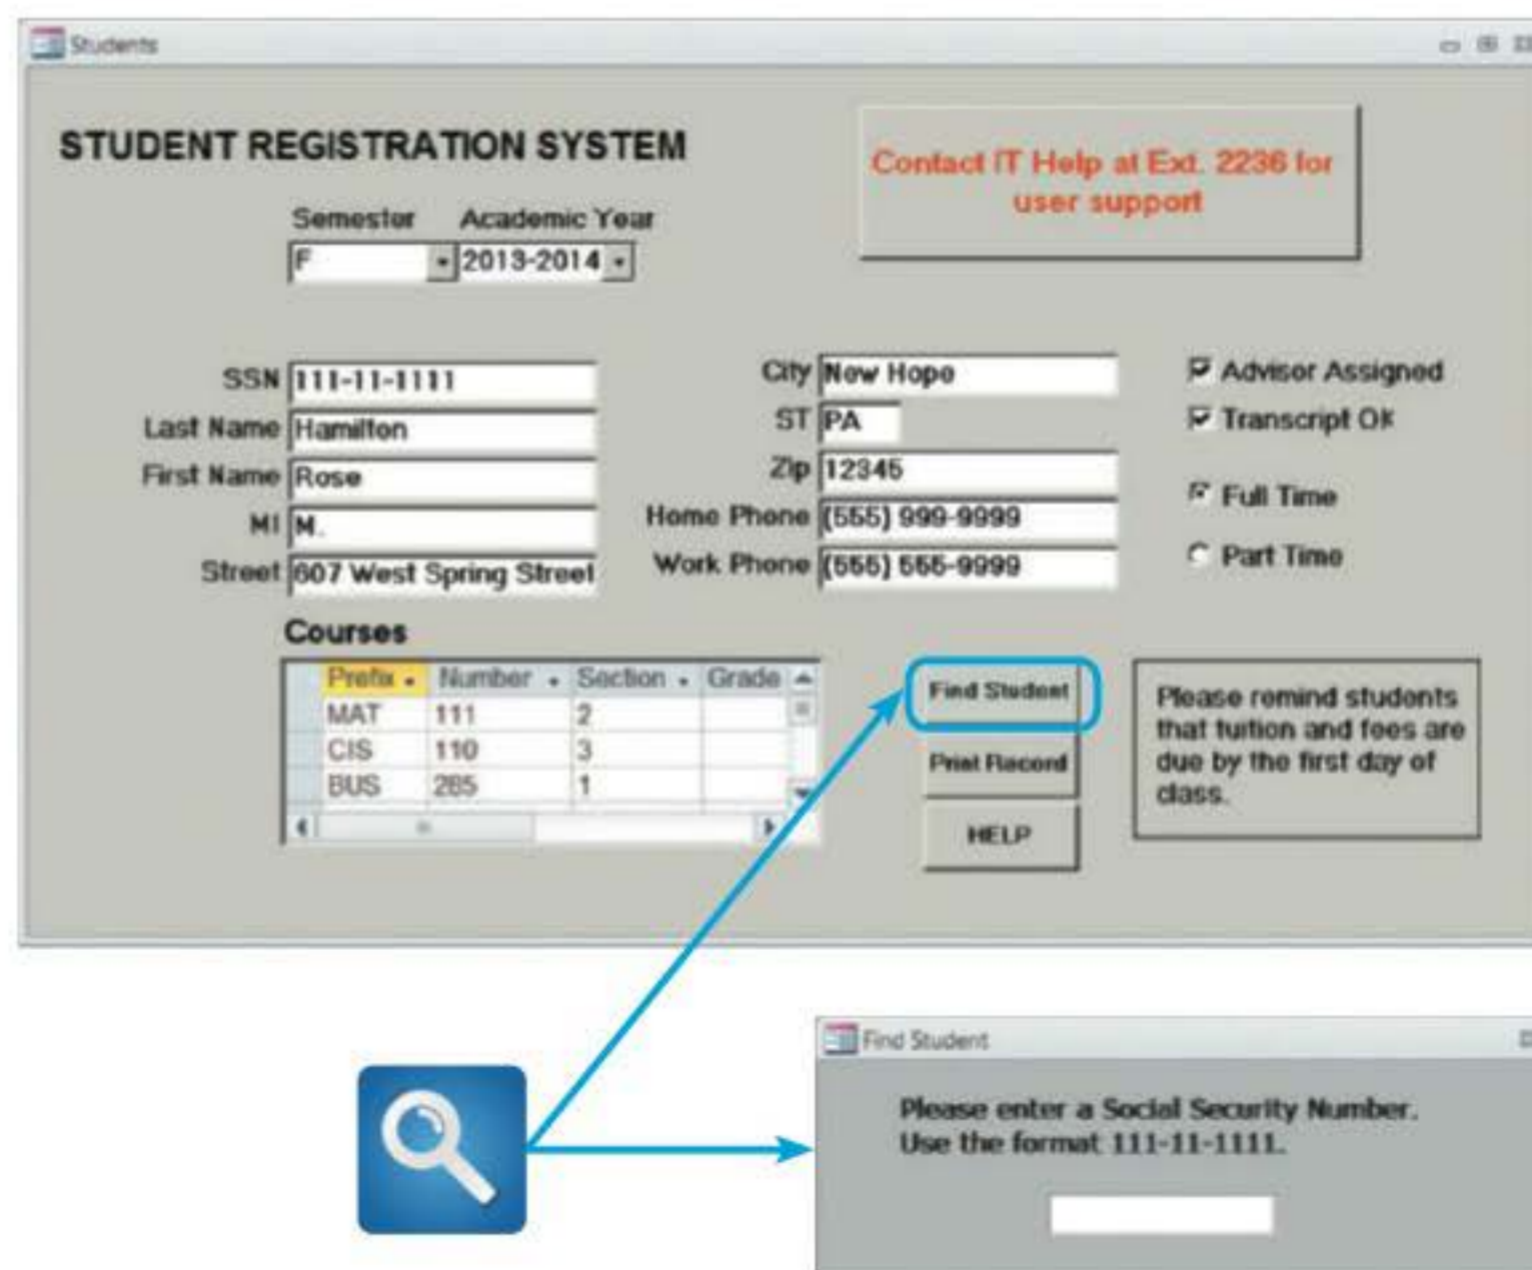 Students
STUDENT REGISTRATION SYSTEM
Contact IT Help at Ext. 2236 for
user support
Semester Academic Year
F 2013-2014
SSN 111-11-1111
Last Name Hamilton
First Name Rose
MI M.
Street 607 West Spring Street
City New Hope
ST PA
Zip 12345
Home Phone (555) 999-9999
Work Phone (555) 555-9999
Advisor Assigned
Transcript OK
Full Time
Part Time
Courses
Prefix Number Section Grade
MAT 111 2
CIS 110 3
BUS 265 1
Find Student
Print Record
HELP
Please remind students
that tuition and fees are
due by the first day of
class.
Find Student
Please enter a Social Security Number.
Use the format 111-11-1111.